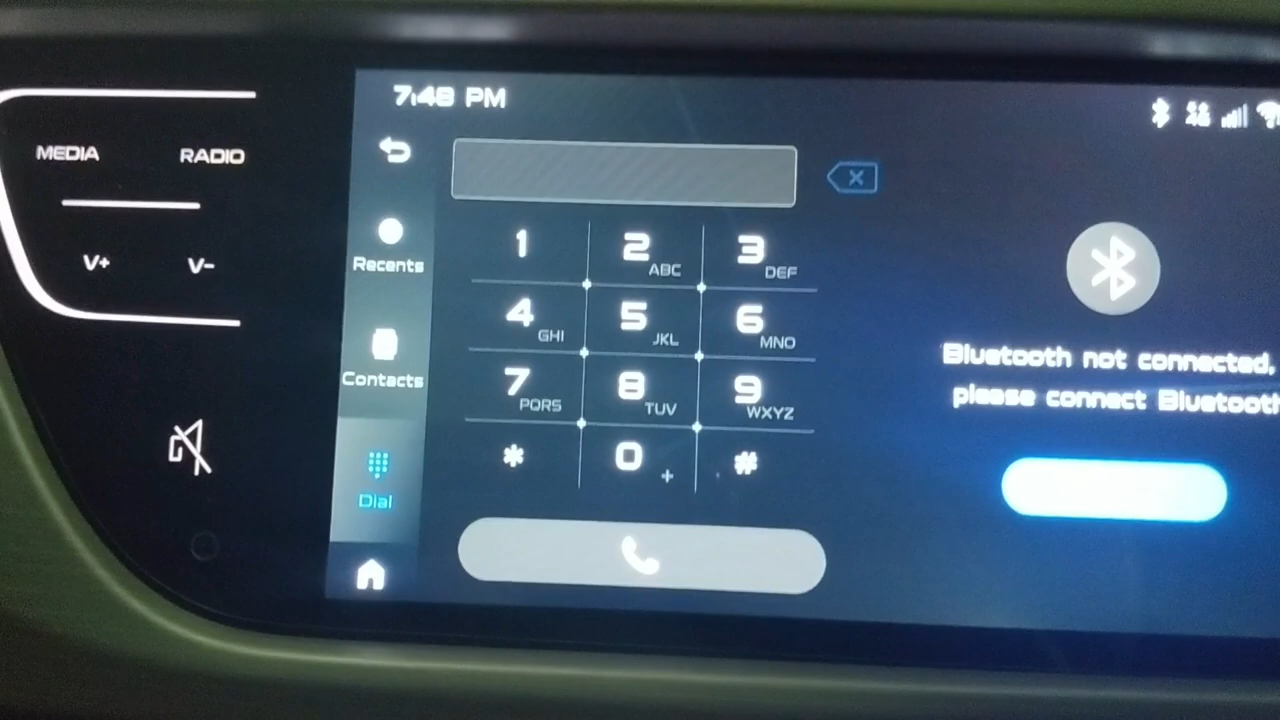 7:48 PM
MEDIA RADIO
V+ V-
Recents
Contacts
Dial
1
2 ABC
3 DEF
4 GHI
5 JKL
6 MNO
7 PQRS
8 TUV
9 WXYZ
*
0 +
#
Bluetooth not connected,
please connect Bluetooth